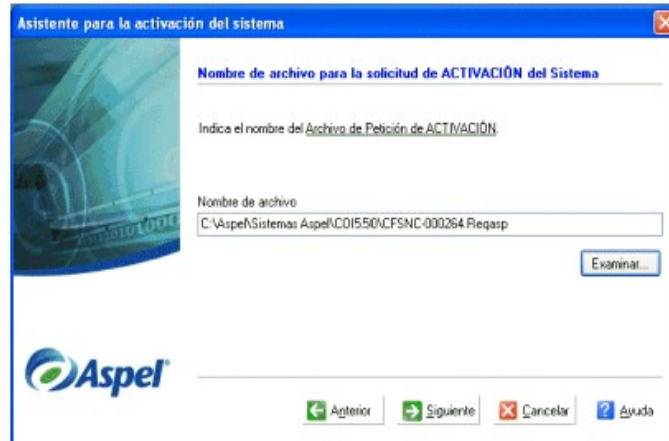 Asistente para la activación del sistema
Nombre de archivo para la solicitud de ACTIVACIÓN del Sistema
Indica el nombre del Archivo de Petición de ACTIVACIÓN.
Nombre de archivo
C:\Aspel\Sistemas Aspel\COI5.50\CFSNC-000264.Reqasp
Examinar...
Aspel
Anterior Siguiente Cancelar Ayuda